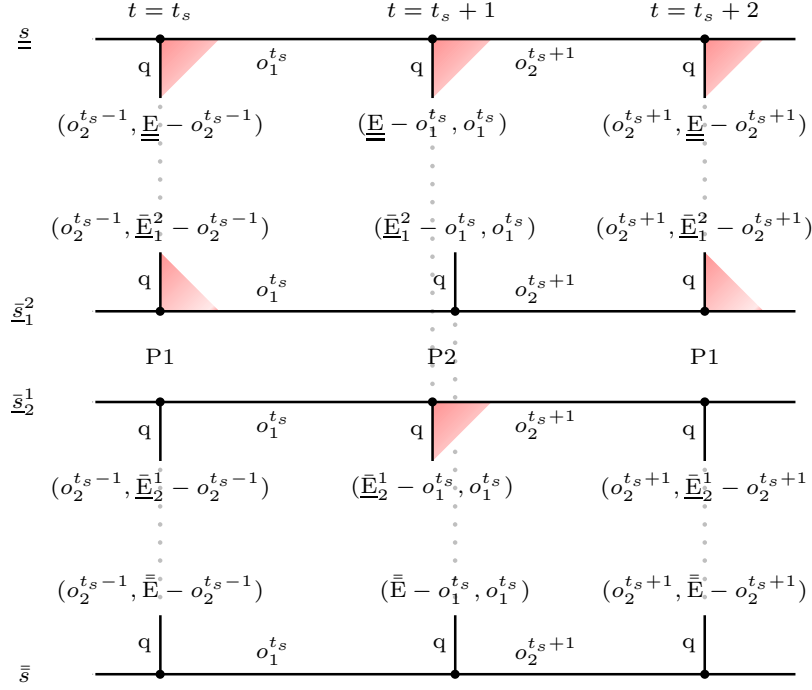 t = t_s t = t_s + 1 t = t_s + 2
s̳
q q q
o_1^{t_s} o_2^{t_s+1}
(o_2^{t_s−1}, E̳ − o_2^{t_s−1}) (E̳ − o_1^{t_s}, o_1^{t_s}) (o_2^{t_s+1}, E̳ − o_2^{t_s+1})
(o_2^{t_s−1}, Ē̲_1^2 − o_2^{t_s−1}) (Ē̲_1^2 − o_1^{t_s}, o_1^{t_s}) (o_2^{t_s+1}, Ē̲_1^2 − o_2^{t_s+1})
q q q
o_1^{t_s} o_2^{t_s+1}
s̲̄_1^2
P1 P2 P1
s̲̄_2^1
o_1^{t_s} o_2^{t_s+1}
q q q
(o_2^{t_s−1}, Ē̲_2^1 − o_2^{t_s−1}) (Ē̲_2^1 − o_1^{t_s}, o_1^{t_s}) (o_2^{t_s+1}, Ē̲_2^1 − o_2^{t_s+1}
(o_2^{t_s−1}, E̿ − o_2^{t_s−1}) (E̿ − o_1^{t_s}, o_1^{t_s}) (o_2^{t_s+1}, E̿ − o_2^{t_s+1})
q q q
o_1^{t_s} o_2^{t_s+1}
s̿